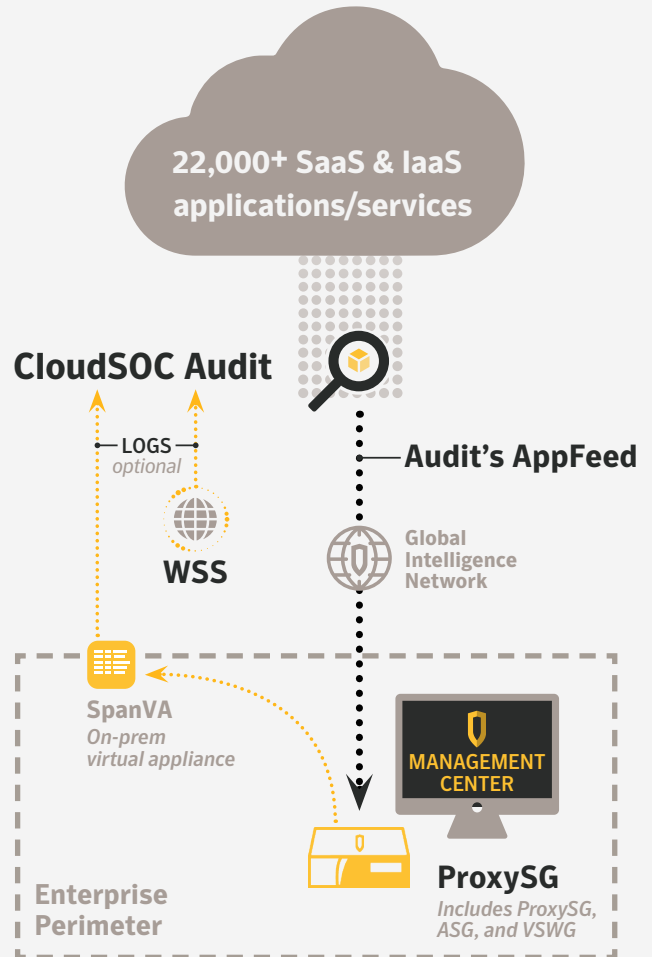 22,000+ SaaS & IaaS
applications/services
CloudSOC Audit
LOGS
optional
Audit's AppFeed
WSS
Global
Intelligence
Network
SpanVA
On-prem
virtual appliance
MANAGEMENT
CENTER
ProxySG
Includes ProxySG,
ASG, and VSWG
Enterprise
Perimeter